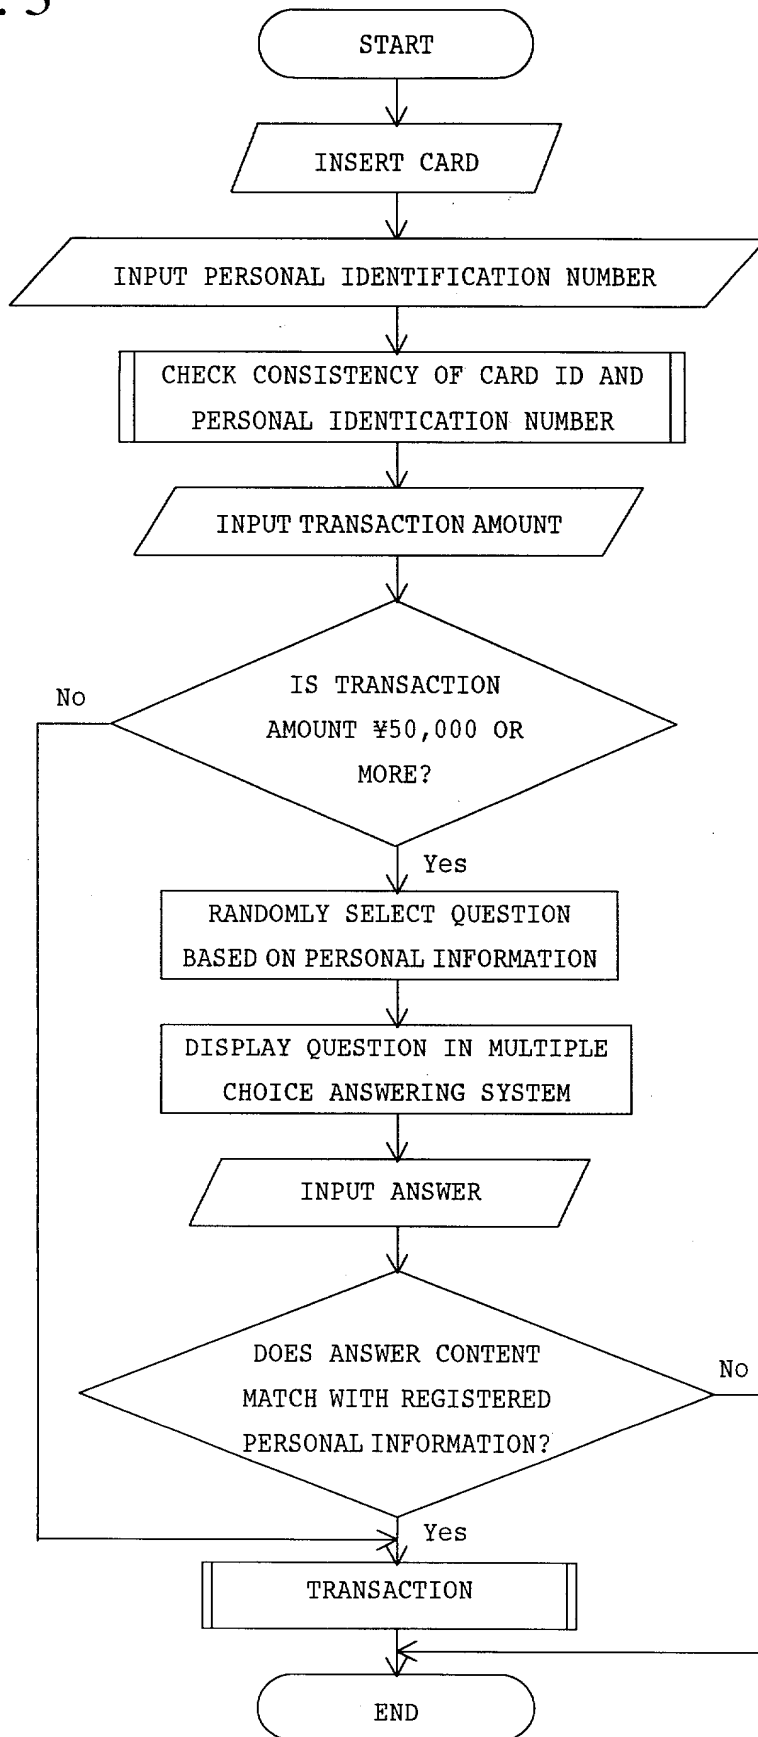 . 5
START
INSERT CARD
INPUT PERSONAL IDENTIFICATION NUMBER
CHECK CONSISTENCY OF CARD ID AND
PERSONAL IDENTICATION NUMBER
INPUT TRANSACTION AMOUNT
IS TRANSACTION
No
AMOUNT ¥50,000 OR
MORE?
Yes
RANDOMLY SELECT QUESTION
BASED ON PERSONAL INFORMATION
DISPLAY QUESTION IN MULTIPLE
CHOICE ANSWERING SYSTEM
INPUT ANSWER
DOES ANSWER CONTENT
No
MATCH WITH REGISTERED
PERSONAL INFORMATION?
Yes
TRANSACTION
END